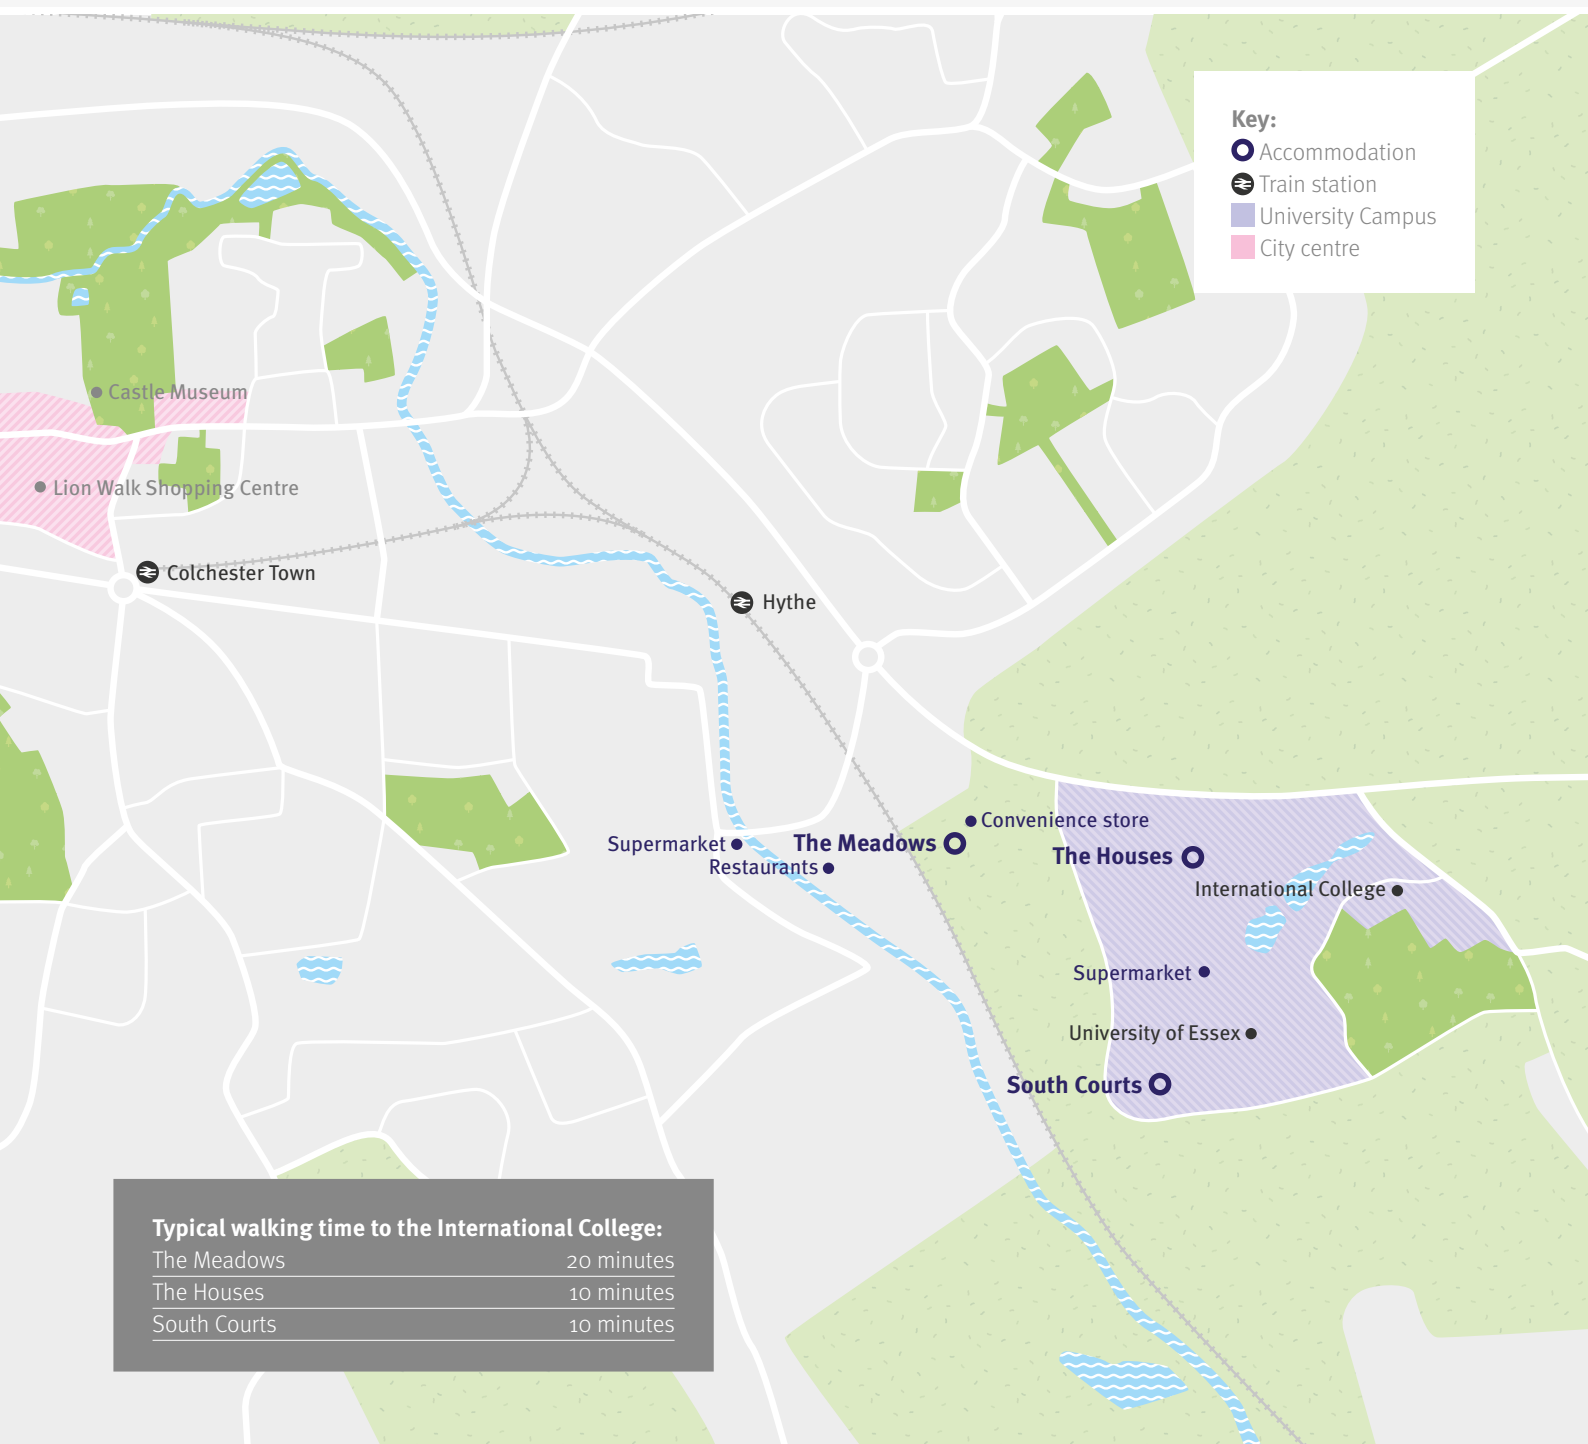 Key:
Accommodation
Train station
University Campus
City centre
Castle Museum
Lion Walk Shopping Centre
Colchester Town
Hythe
Convenience store
Supermarket
The Meadows
Restaurants
The Houses
International College
Supermarket
University of Essex
South Courts
Typical walking time to the International College:
The Meadows 20 minutes
The Houses 10 minutes
South Courts 10 minutes